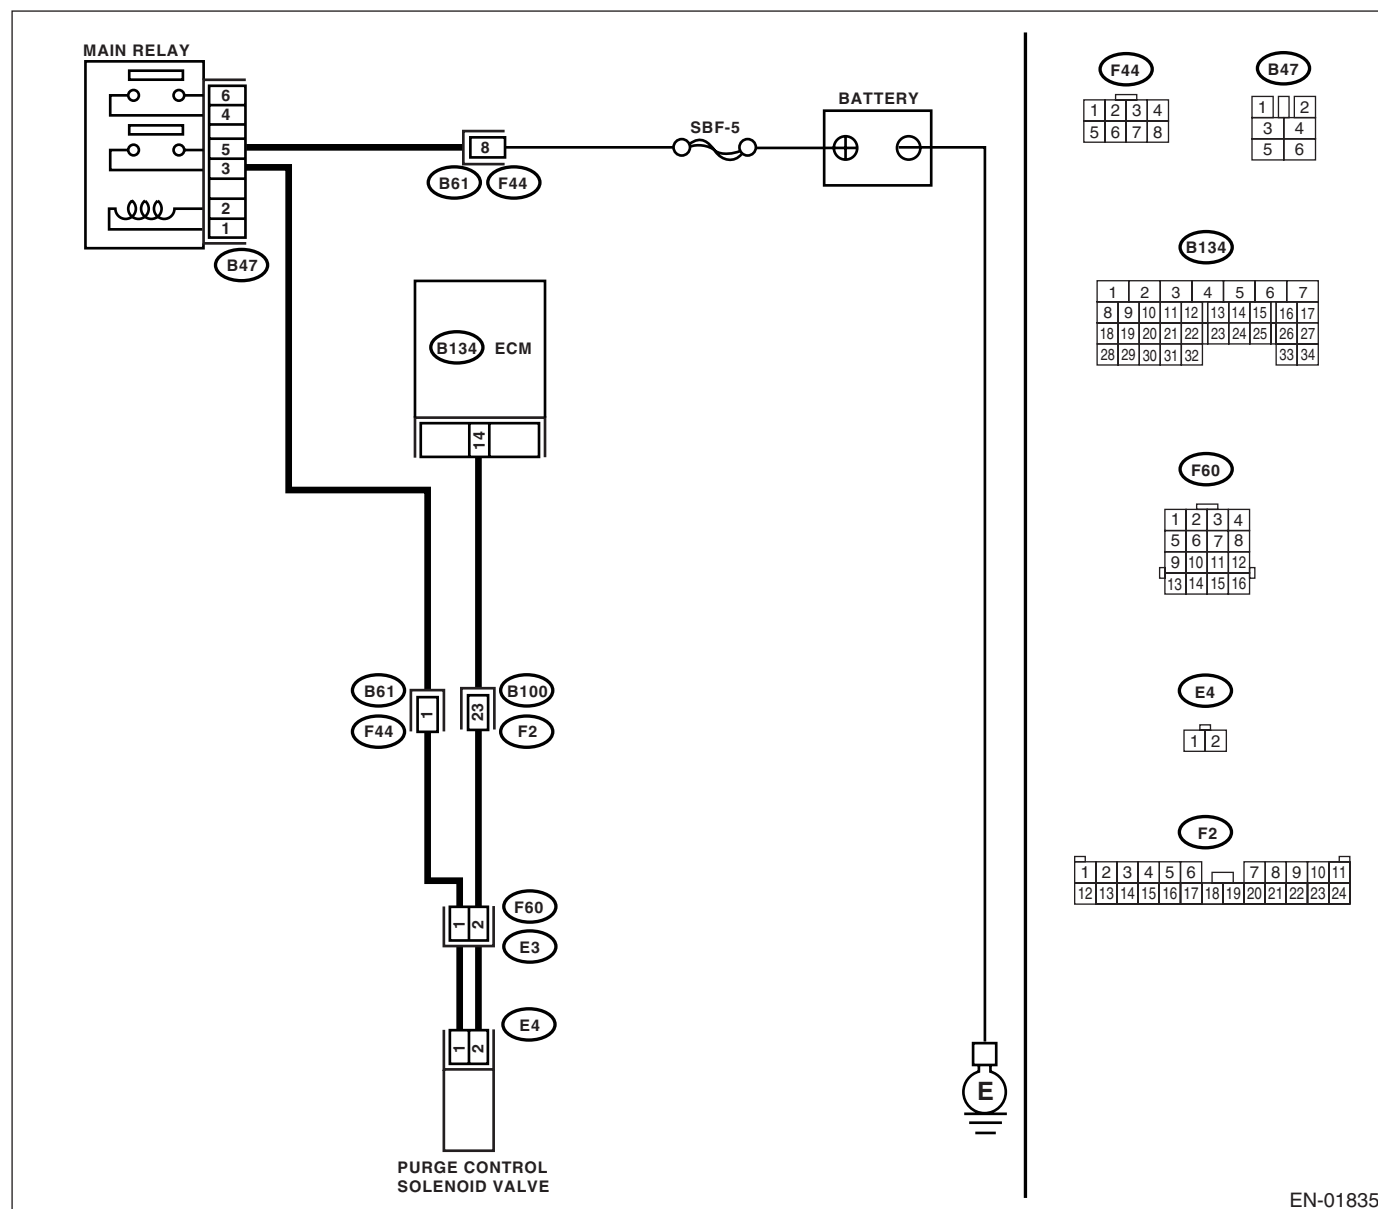 MAIN RELAY
6
4
5
3
2
1
B47
8
B61 F44
SBF-5
BATTERY
B134 ECM
14
B61
F44
1
23
B100
F2
1 2
F60
E3
1 2
E4
PURGE CONTROL
SOLENOID VALVE
E
F44
1 2 3 4
5 6 7 8
B47
1 2
3 4
5 6
B134
1 2 3 4 5 6 7
8 9 10 11 12 13 14 15 16 17
18 19 20 21 22 23 24 25 26 27
28 29 30 31 32 33 34
F60
1 2 3 4
5 6 7 8
9 10 11 12
13 14 15 16
E4
1 2
F2
1 2 3 4 5 6 7 8 9 10 11
12 13 14 15 16 17 18 19 20 21 22 23 24
EN-01835